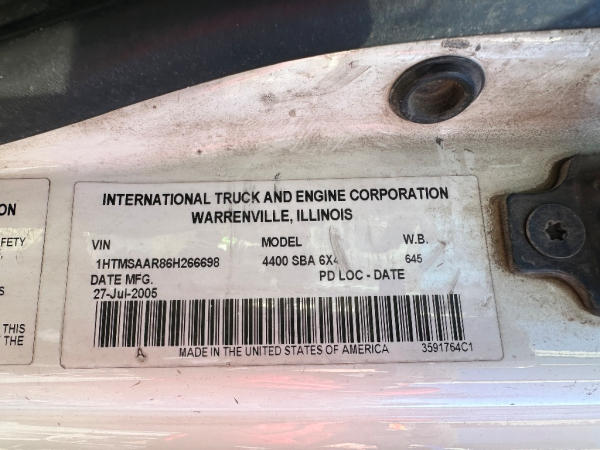 INTERNATIONAL TRUCK AND ENGINE CORPORATION
WARRENVILLE, ILLINOIS
VIN MODEL W.B.
1HTMSAAR86H266698 4400 SBA 6X4 645
DATE MFG. PD LOC - DATE
27-Jul-2005
A MADE IN THE UNITED STATES OF AMERICA 3591764C1
ON
FETY
THIS
THE